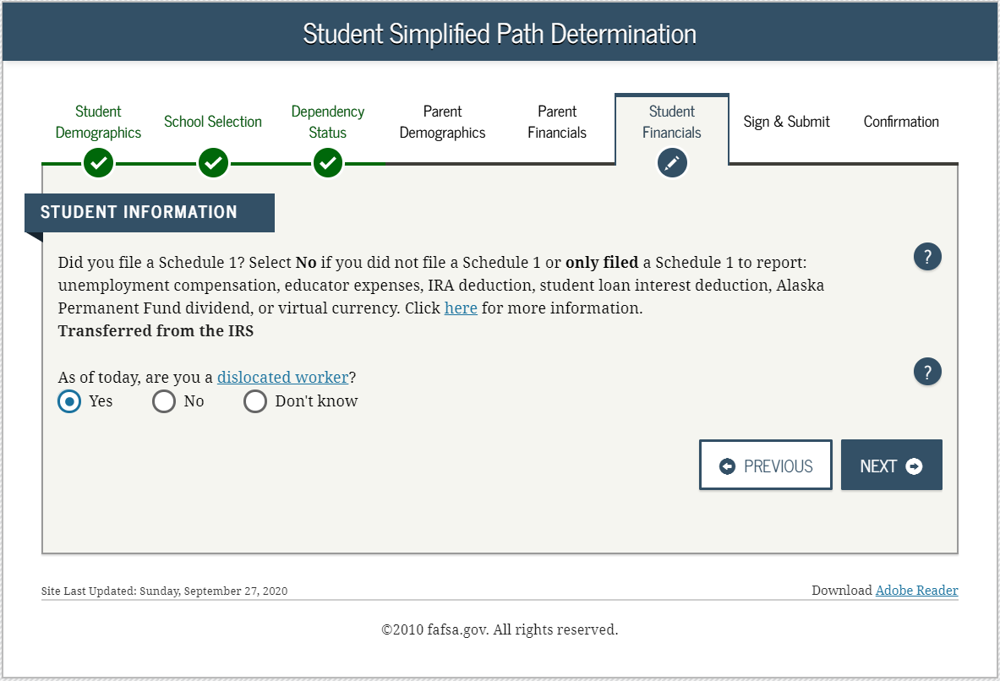 Student Simplified Path Determination
Student
Demographics
School Selection
Dependency
Status
Parent
Demographics
Parent
Financials
Student
Financials
Sign & Submit
Confirmation
STUDENT INFORMATION
Did you file a Schedule 1? Select No if you did not file a Schedule 1 or only filed a Schedule 1 to report:
unemployment compensation, educator expenses, IRA deduction, student loan interest deduction, Alaska
Permanent Fund dividend, or virtual currency. Click here for more information.
Transferred from the IRS
?
As of today, are you a dislocated worker?
?
Yes No Don't know
PREVIOUS NEXT
Site Last Updated: Sunday, September 27, 2020 Download Adobe Reader
©2010 fafsa.gov. All rights reserved.